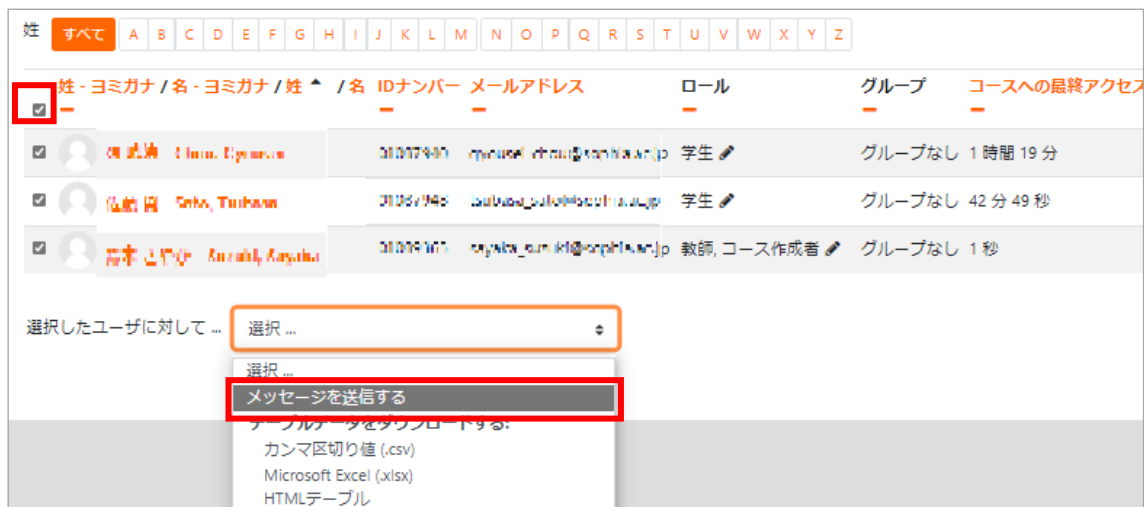 姓 すべて A B C D E F G H I J K L M N O P Q R S T U V W X Y Z
姓 - ヨミガナ / 名 - ヨミガナ / 姓 / 名 IDナンバー メールアドレス ロール グループ コースへの最終アクセス
学生 グループなし 1 時間 19 分
Sato, Tsubasa 学生 グループなし 42 分 49 秒
教師, コース作成者 グループなし 1 秒
選択したユーザに対して ... 選択 ...
選択 ...
メッセージを送信する
テーブルデータをダウンロードする:
カンマ区切り値 (.csv)
Microsoft Excel (.xlsx)
HTMLテーブル